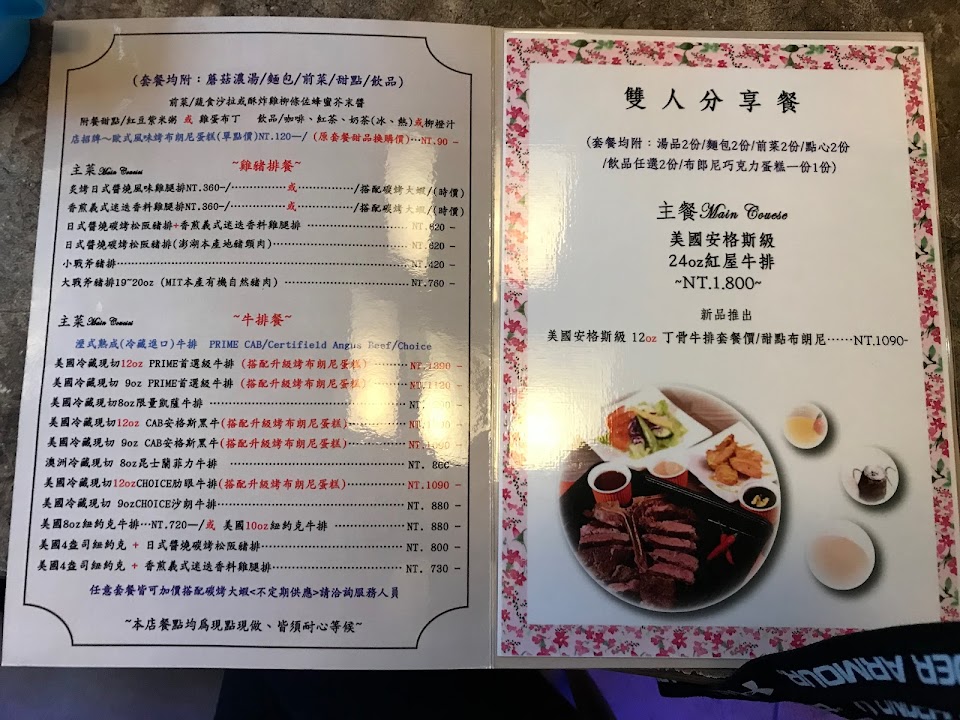 (套餐均附：蘑菇濃湯/麵包/前菜/甜點/飲品)
前菜/蔬食沙拉或酥炸雞柳條佐蜂蜜芥末醬
附餐甜點/紅豆紫米粥 或 雞蛋布丁 飲品/咖啡、紅茶、奶茶(冰、熱)或柳橙汁
店招牌~歐式風味烤布朗尼蛋糕(單點價)NT.120—/ (原套餐甜品換購價)…NT.90 -
主菜Main Couses ~雞豬排餐~
炙烤日式醬燒風味雞腿排NT.360-/…………或…………/搭配碳烤大蝦/(時價)
香煎義式迷迭香料雞腿排NT.360-/…………或…………/搭配碳烤大蝦/(時價)
日式醬燒碳烤松阪豬排+香煎義式迷迭香料雞腿排 ……………… NT.620 -
日式醬燒碳烤松阪豬排(澎湖本產地豬頸肉)……………………NT.620 -
小戰斧豬排……………………………………………………NT.420 -
大戰斧豬排19~20oz (MIT本產有機自然豬肉) …………………NT.760 -
主菜Main Couses ~牛排餐~
溼式熟成(冷藏進口)牛排 PRIME CAB/Certifield Angus Beef/Choice
美國冷藏現切12oz PRIME首選級牛排 (搭配升級烤布朗尼蛋糕)………NT.1390 -
美國冷藏現切 9oz PRIME首選級牛排 (搭配升級烤布朗尼蛋糕)………NT. -
美國冷藏現切8oz限量凱薩牛排 ……………………………NT. -
美國冷藏現切12oz CAB安格斯黑牛(搭配升級烤布朗尼蛋糕)…………NT. -
美國冷藏現切 9oz CAB安格斯黑牛(搭配升級烤布朗尼蛋糕)…………NT. -
澳洲冷藏現切 8oz昆士蘭菲力牛排 ……………………………NT. 860 -
美國冷藏現切12ozCHOICE肋眼牛排(搭配升級烤布朗尼蛋糕)…………NT.1090 -
美國冷藏現切 9ozCHOICE沙朗牛排……………………………NT. 880 -
美國8oz紐約克牛排…NT.720—/或 美國10oz紐約克牛排 …………NT. 880 -
美國4盎司紐約克 + 日式醬燒碳烤松阪豬排……………………NT. 800 -
美國4盎司紐約克 + 香煎義式迷迭香料雞腿排……………………NT. 730 -
任意套餐皆可加價搭配碳烤大蝦<不定期供應>請洽詢服務人員
~本店餐點均爲現點現做、皆須耐心等候~
雙人分享餐
(套餐均附：湯品2份/麵包2份/前菜2份/點心2份
/飲品任選2份/布郎尼巧克力蛋糕一份1份)
主餐Main Couese
美國安格斯級
24oz紅屋牛排
~NT.1.800~
新品推出
美國安格斯級 12oz 丁骨牛排套餐價/甜點布朗尼……NT.1090-
UNDER ARMOUR